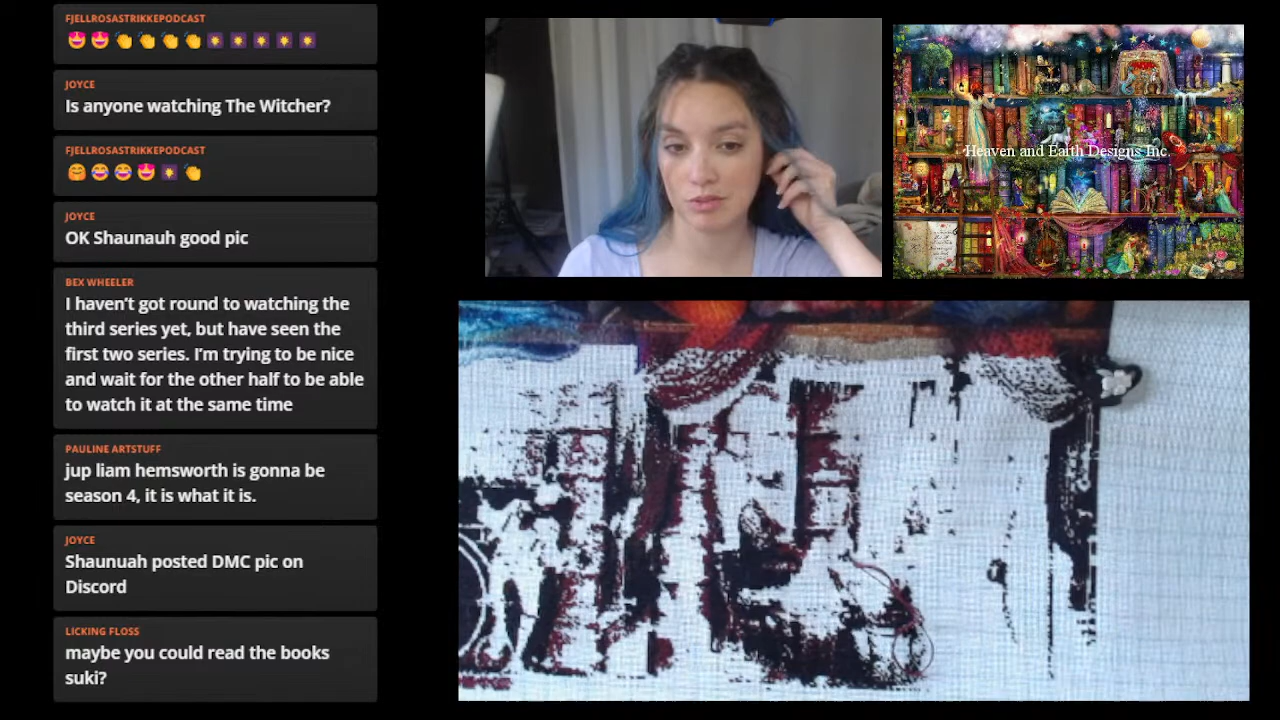 FJELLROSASTRIKKEPODCAST
🤩🤩👏👏👏👏🎇🎇🎇🎇🎇
JOYCE
Is anyone watching The Witcher?
FJELLROSASTRIKKEPODCAST
🤗😂😂🤩🎇👏
JOYCE
OK Shaunauh good pic
BEX WHEELER
I haven't got round to watching the
third series yet, but have seen the
first two series. I'm trying to be nice
and wait for the other half to be able
to watch it at the same time
PAULINE ARTSTUFF
jup liam hemsworth is gonna be
season 4, it is what it is.
JOYCE
Shaunuah posted DMC pic on
Discord
LICKING FLOSS
maybe you could read the books
suki?
Heaven and Earth Designs Inc.